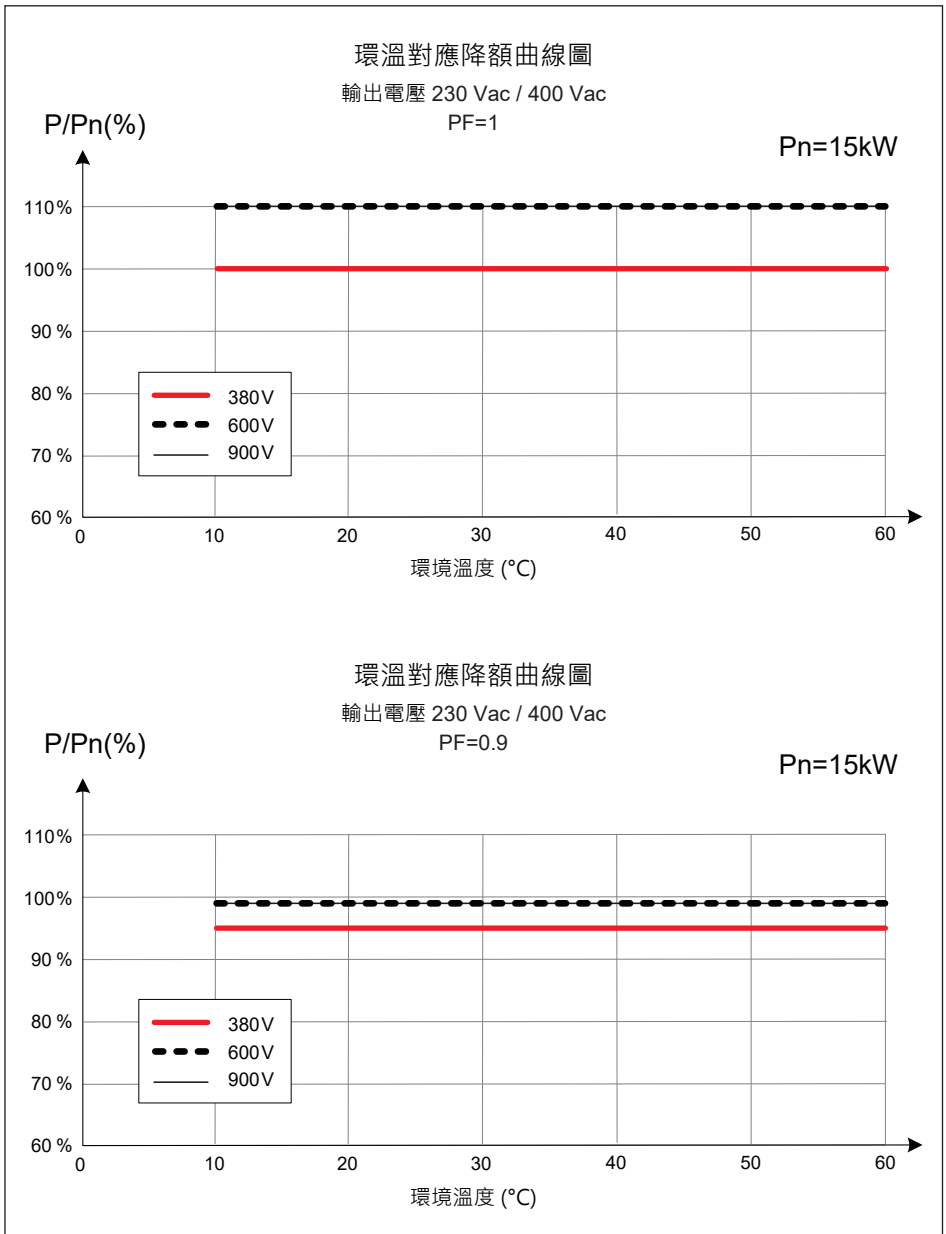 環溫對應降額曲線圖
輸出電壓 230 Vac / 400 Vac
PF=1
P/Pn(%)
Pn=15kW
110%
100%
90 %
80 %
70 %
60 %
380V
600V
900V
0 10 20 30 40 50 60
環境溫度 (°C)
環溫對應降額曲線圖
輸出電壓 230 Vac / 400 Vac
PF=0.9
P/Pn(%)
Pn=15kW
110%
100%
90 %
80 %
70 %
60 %
380V
600V
900V
0 10 20 30 40 50 60
環境溫度 (°C)